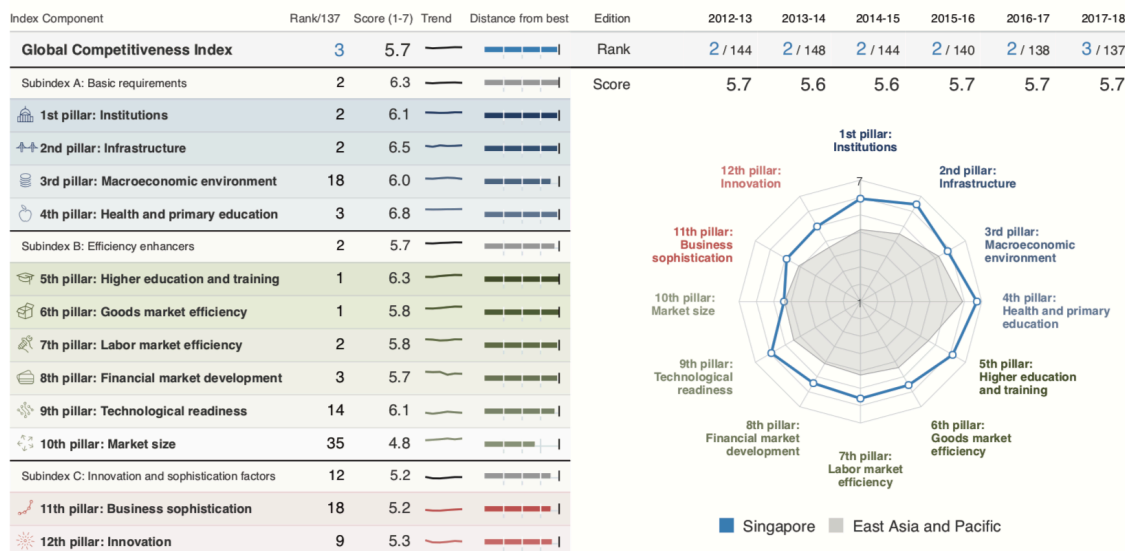 Index Component Rank/137 Score (1-7) Trend Distance from best
Global Competitiveness Index 3 5.7
Subindex A: Basic requirements 2 6.3
1st pillar: Institutions 2 6.1
2nd pillar: Infrastructure 2 6.5
3rd pillar: Macroeconomic environment 18 6.0
4th pillar: Health and primary education 3 6.8
Subindex B: Efficiency enhancers 2 5.7
5th pillar: Higher education and training 1 6.3
6th pillar: Goods market efficiency 1 5.8
7th pillar: Labor market efficiency 2 5.8
8th pillar: Financial market development 3 5.7
9th pillar: Technological readiness 14 6.1
10th pillar: Market size 35 4.8
Subindex C: Innovation and sophistication factors 12 5.2
11th pillar: Business sophistication 18 5.2
12th pillar: Innovation 9 5.3
Edition 2012-13 2013-14 2014-15 2015-16 2016-17 2017-18
Rank 2 / 144 2 / 148 2 / 144 2 / 140 2 / 138 3 / 137
Score 5.7 5.6 5.6 5.7 5.7 5.7
1st pillar:
Institutions
2nd pillar:
Infrastructure
3rd pillar:
Macroeconomic
environment
4th pillar:
Health and primary
education
5th pillar:
Higher education
and training
6th pillar:
Goods market
efficiency
7th pillar:
Labor market
efficiency
8th pillar:
Financial market
development
9th pillar:
Technological
readiness
10th pillar:
Market size
11th pillar:
Business
sophistication
12th pillar:
Innovation
7
1
Singapore East Asia and Pacific